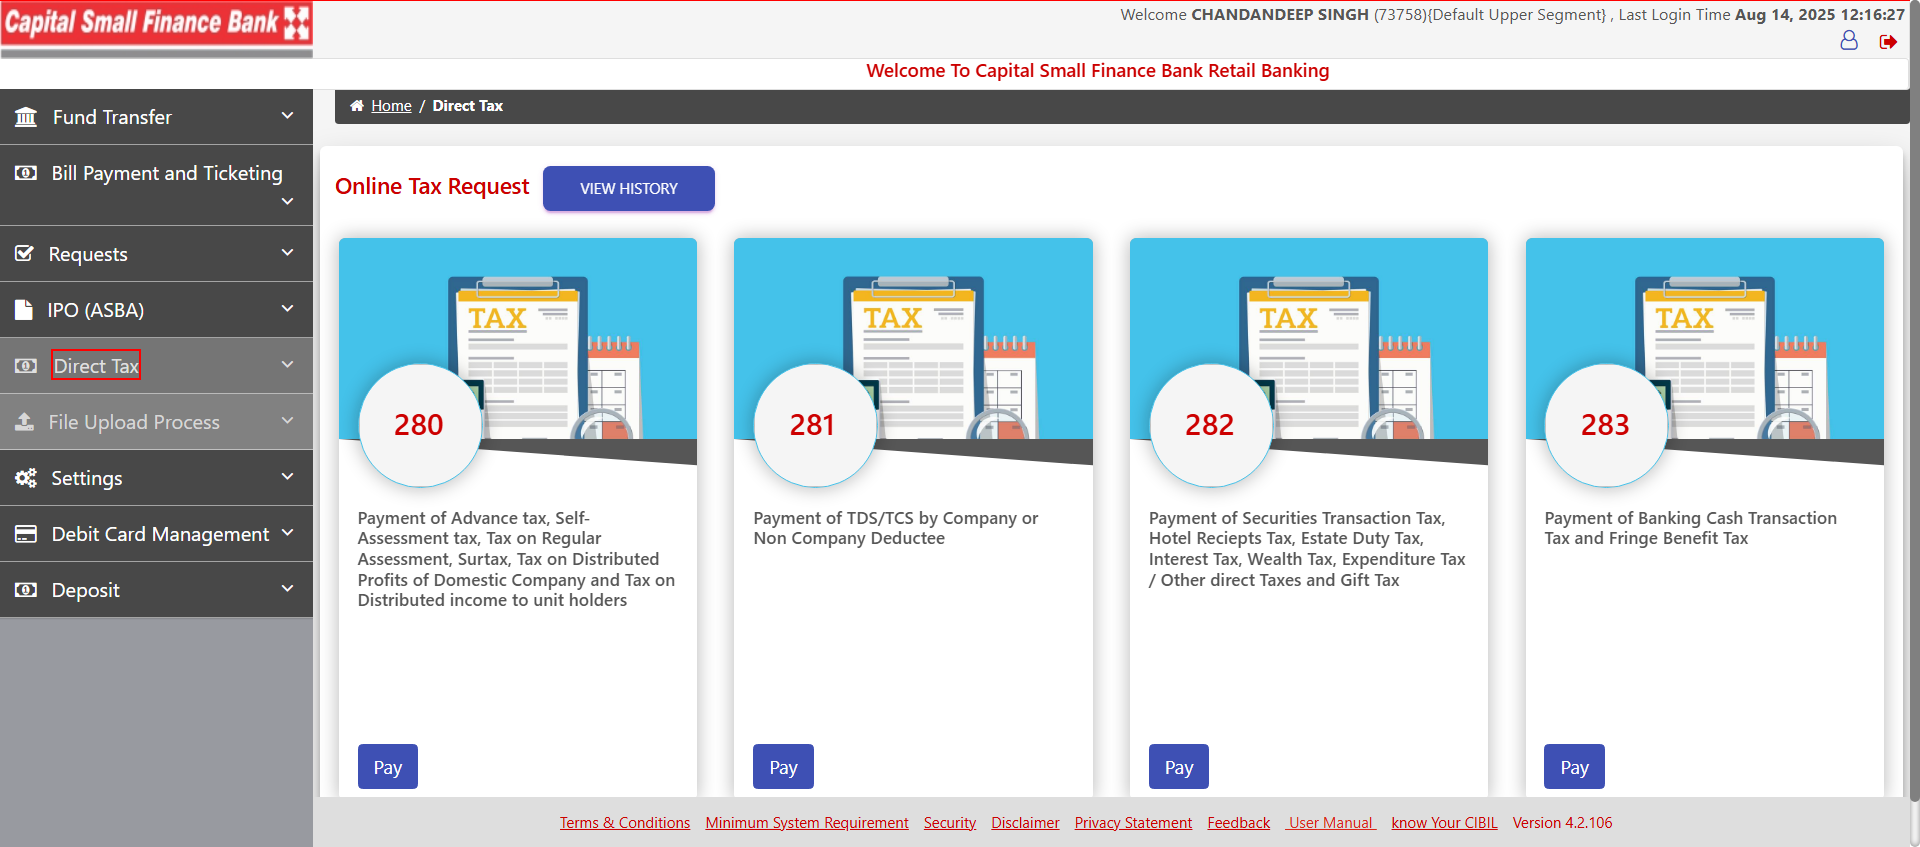 Capital Small Finance Bank
Welcome CHANDANDEEP SINGH (73758){Default Upper Segment} , Last Login Time Aug 14, 2025 12:16:27
Welcome To Capital Small Finance Bank Retail Banking
Fund Transfer
Bill Payment and Ticketing
Requests
IPO (ASBA)
Direct Tax
File Upload Process
Settings
Debit Card Management
Deposit
Home / Direct Tax
Online Tax Request
VIEW HISTORY
TAX
280
Payment of Advance tax, Self-
Assessment tax, Tax on Regular
Assessment, Surtax, Tax on Distributed
Profits of Domestic Company and Tax on
Distributed income to unit holders
Pay
TAX
281
Payment of TDS/TCS by Company or
Non Company Deductee
Pay
TAX
282
Payment of Securities Transaction Tax,
Hotel Reciepts Tax, Estate Duty Tax,
Interest Tax, Wealth Tax, Expenditure Tax
/ Other direct Taxes and Gift Tax
Pay
TAX
283
Payment of Banking Cash Transaction
Tax and Fringe Benefit Tax
Pay
Terms & Conditions Minimum System Requirement Security Disclaimer Privacy Statement Feedback User Manual know Your CIBIL Version 4.2.106